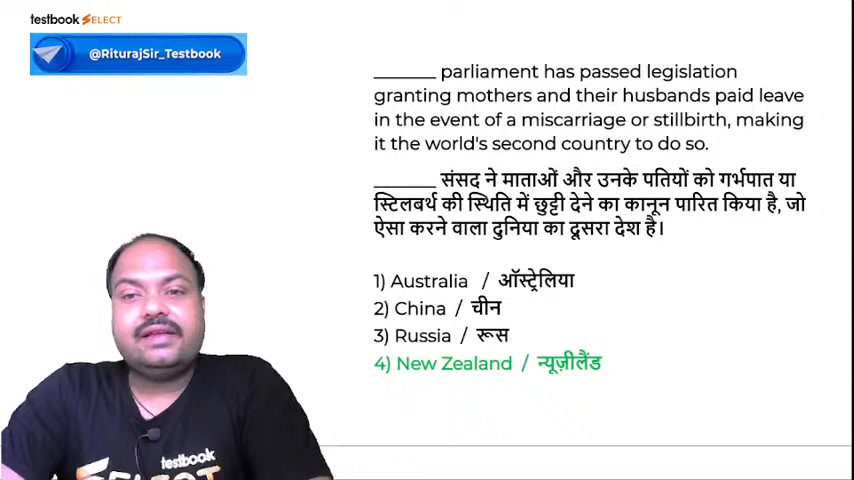 testbook SELECT
@RiturajSir_Testbook
_______ parliament has passed legislation
granting mothers and their husbands paid leave
in the event of a miscarriage or stillbirth, making
it the world's second country to do so.
_______ संसद ने माताओं और उनके पतियों को गर्भपात या
स्टिलबर्थ की स्थिति में छुट्टी देने का कानून पारित किया है, जो
ऐसा करने वाला दुनिया का दूसरा देश है।
1) Australia / ऑस्ट्रेलिया
2) China / चीन
3) Russia / रूस
4) New Zealand / न्यूज़ीलैंड
testbook
SELECT